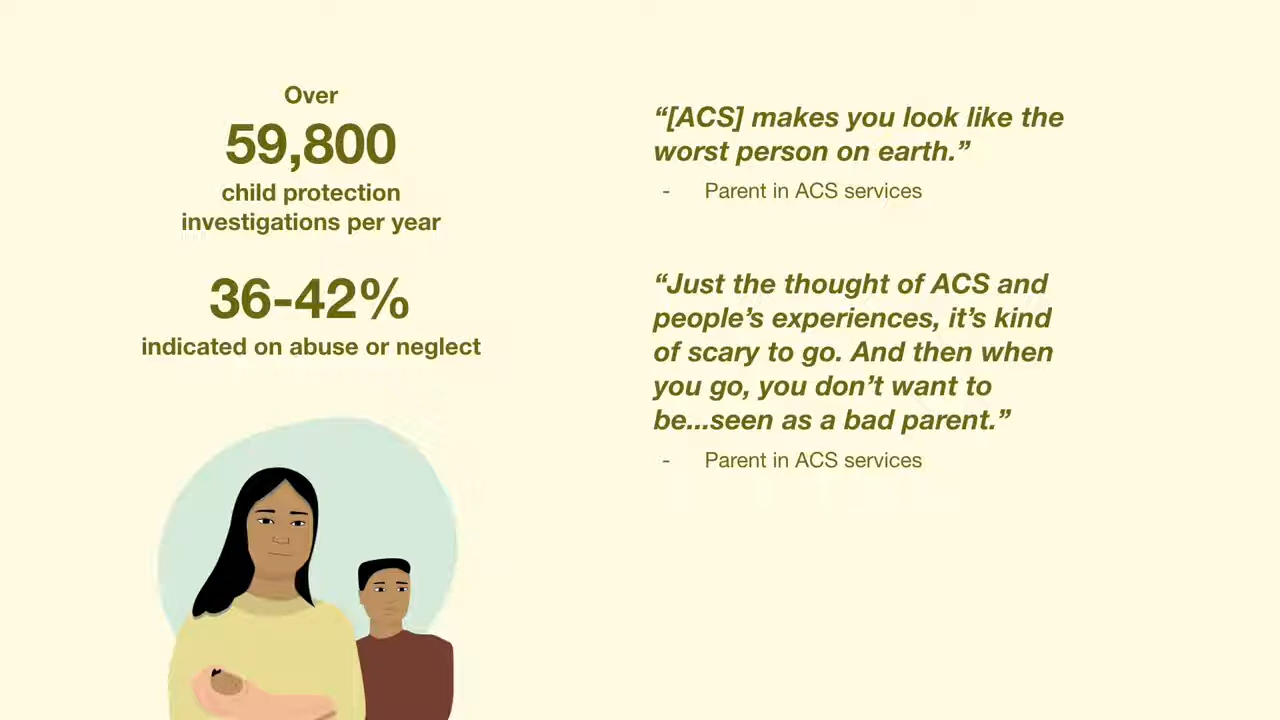 Over
59,800
child protection
investigations per year
36-42%
indicated on abuse or neglect
“[ACS] makes you look like the
worst person on earth.”
- Parent in ACS services
“Just the thought of ACS and
people’s experiences, it’s kind
of scary to go. And then when
you go, you don’t want to
be...seen as a bad parent.”
- Parent in ACS services